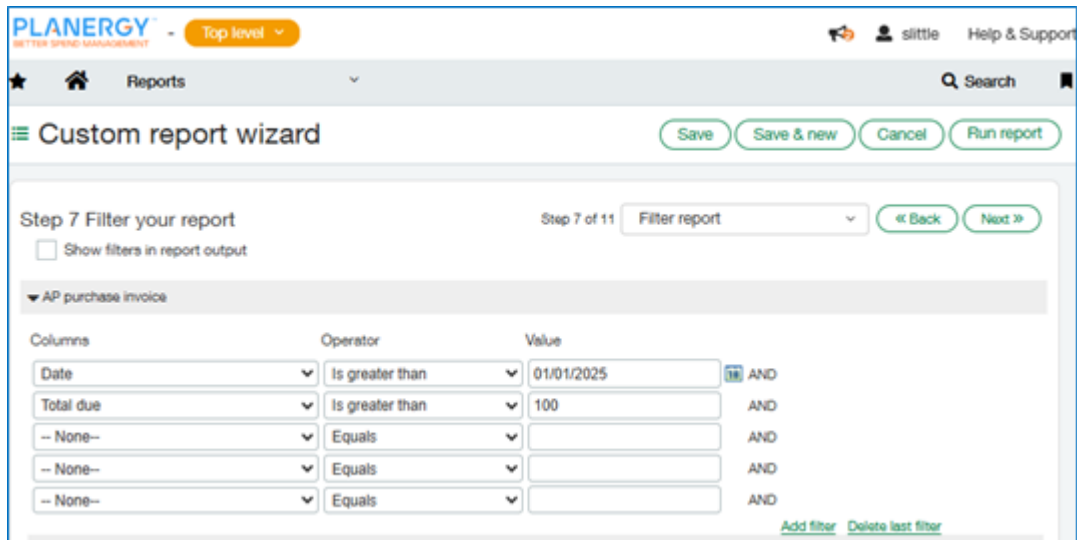 PLANERGY - Top level slittle Help & Support
BETTER SPEND MANAGEMENT
Reports Search
Custom report wizard Save Save & new Cancel Run report
Step 7 Filter your report Step 7 of 11 Filter report « Back Next »
Show filters in report output
AP purchase invoice
Columns Operator Value
Date Is greater than 01/01/2025 AND
Total due Is greater than 100 AND
-- None-- Equals AND
-- None-- Equals AND
-- None-- Equals AND
Add filter Delete last filter